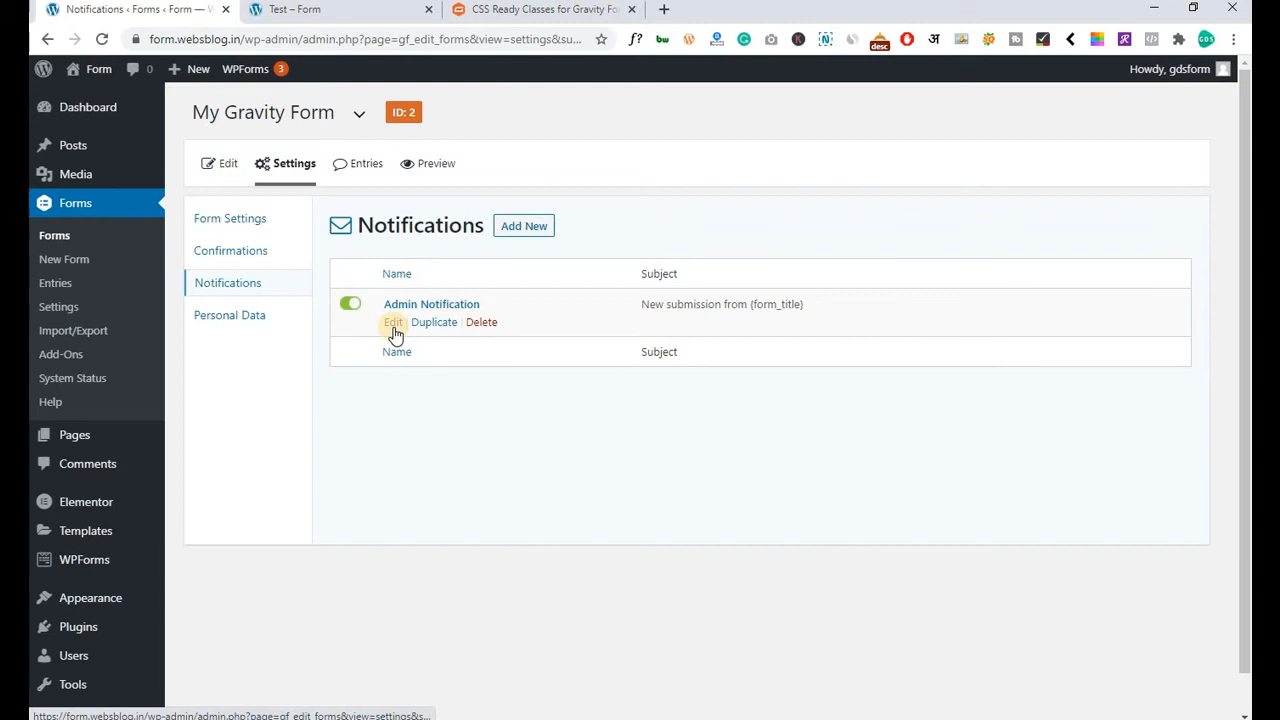 Notifications ‹ Forms ‹ Form — W
Test – Form
CSS Ready Classes for Gravity Fo
form.websblog.in/wp-admin/admin.php?page=gf_edit_forms&view=settings&su...
f?
bw
desc
अ
GDS
Form
0
New
WPForms 3
Howdy, gdsform
Dashboard
Posts
Media
Forms
Forms
New Form
Entries
Settings
Import/Export
Add-Ons
System Status
Help
Pages
Comments
Elementor
Templates
WPForms
Appearance
Plugins
Users
Tools
My Gravity Form
ID: 2
Edit
Settings
Entries
Preview
Form Settings
Confirmations
Notifications
Personal Data
Notifications
Add New
Name Subject
Admin Notification New submission from {form_title}
Edit | Duplicate | Delete
Name Subject
https://form.websblog.in/wp-admin/admin.php?page=gf_edit_forms&view=settings&s...